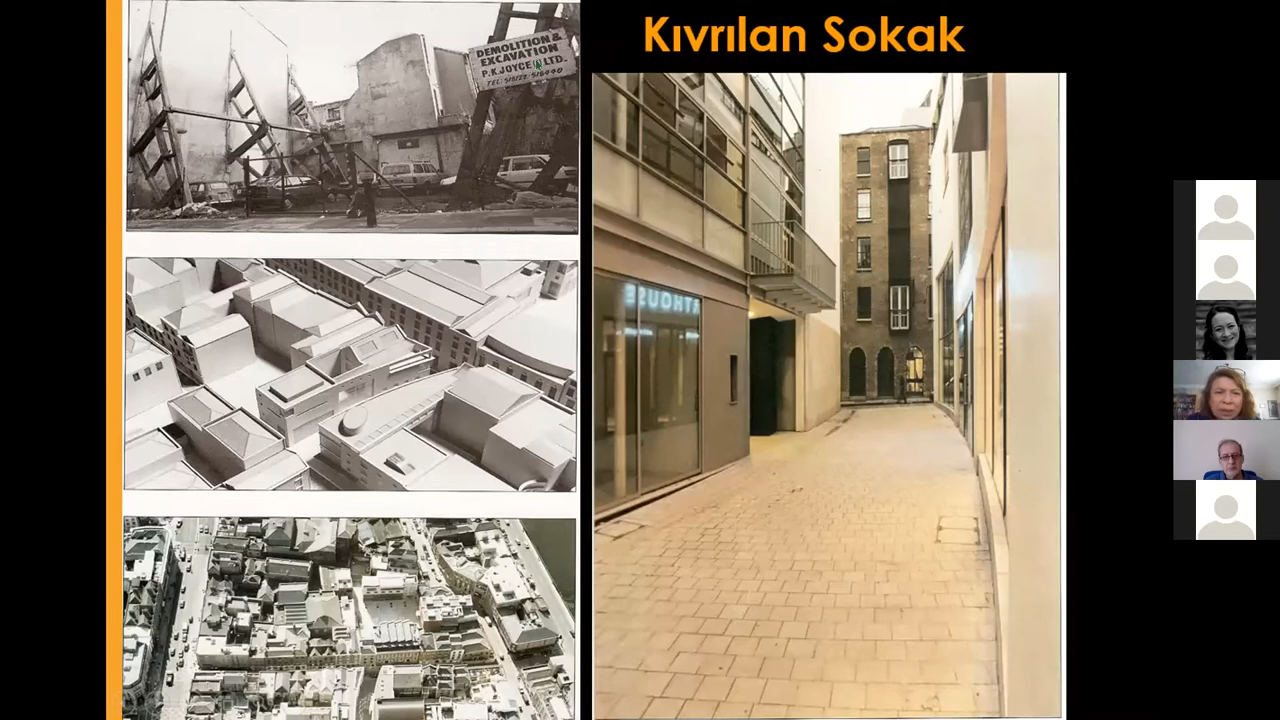 Kıvrılan Sokak
DEMOLITION &
EXCAVATION
P.K.JOYCE LTD.